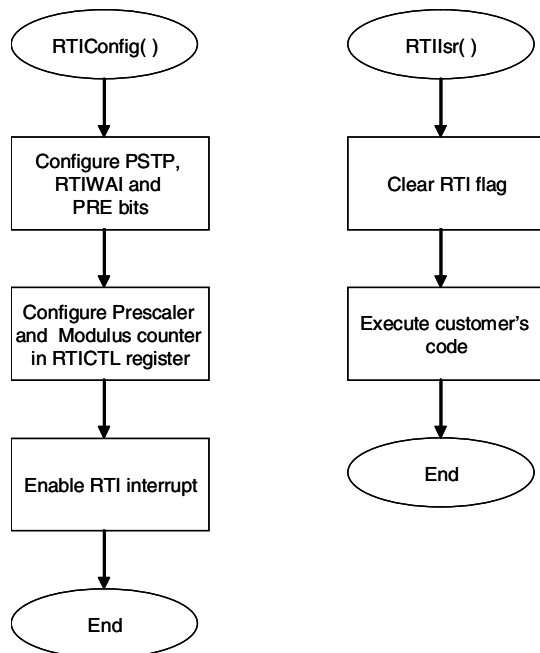 RTIConfig( )
Configure PSTP,
RTIWAI and
PRE bits
Configure Prescaler
and Modulus counter
in RTICTL register
Enable RTI interrupt
End
RTIIsr( )
Clear RTI flag
Execute customer's
code
End